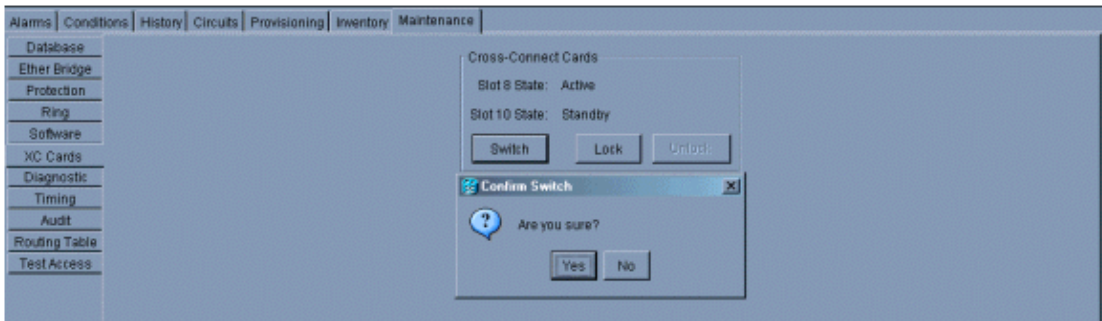 Alarms Conditions History Circuits Provisioning Inventory Maintenance
Database
Ether Bridge
Protection
Ring
Software
XC Cards
Diagnostic
Timing
Audit
Routing Table
Test Access
Cross-Connect Cards
Slot 8 State: Active
Slot 10 State: Standby
Switch Lock Unlock
Confirm Switch
Are you sure?
Yes No